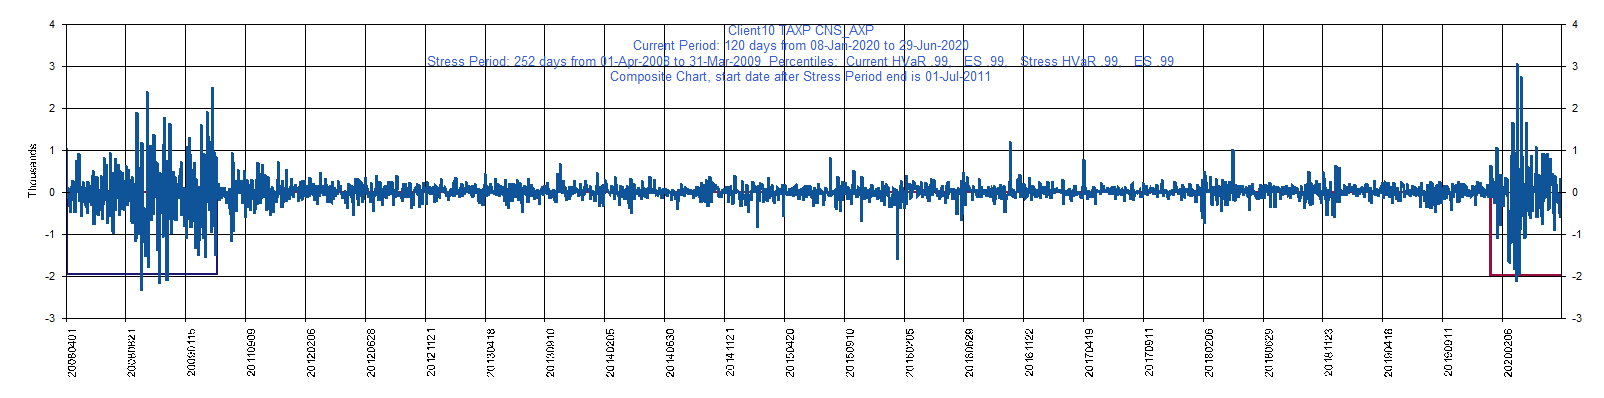 Client10 TAXP CNS_AXP
Current Period: 120 days from 08-Jan-2020 to 29-Jun-2020
Stress Period: 252 days from 01-Apr-2008 to 31-Mar-2009 Percentiles: Current HVaR .99, ES .99, Stress HVaR .99, ES .99
Composite Chart, start date after Stress Period end is 01-Jul-2011
Thousands
4 4
3 3
2 2
1 1
0 0
-1 -1
-2 -2
-3 -3
20080401 20080821 20090115 20110909 20120206 20120628 20121121 20130418 20130910 20140205 20140630 20141121 20150420 20150910 20160205 20160629 20161122 20170419 20170911 20180206 20180629 20181123 20190418 20190911 20200206